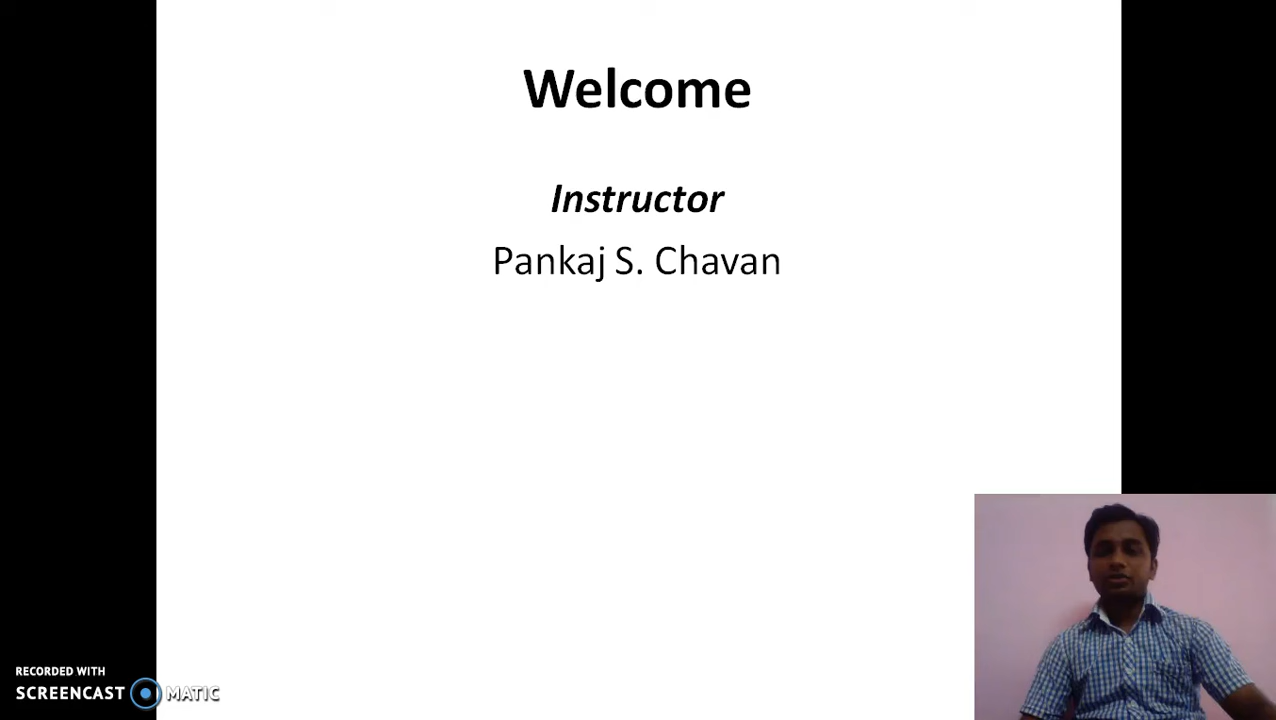 Welcome
Instructor
Pankaj S. Chavan
RECORDED WITH
SCREENCAST MATIC